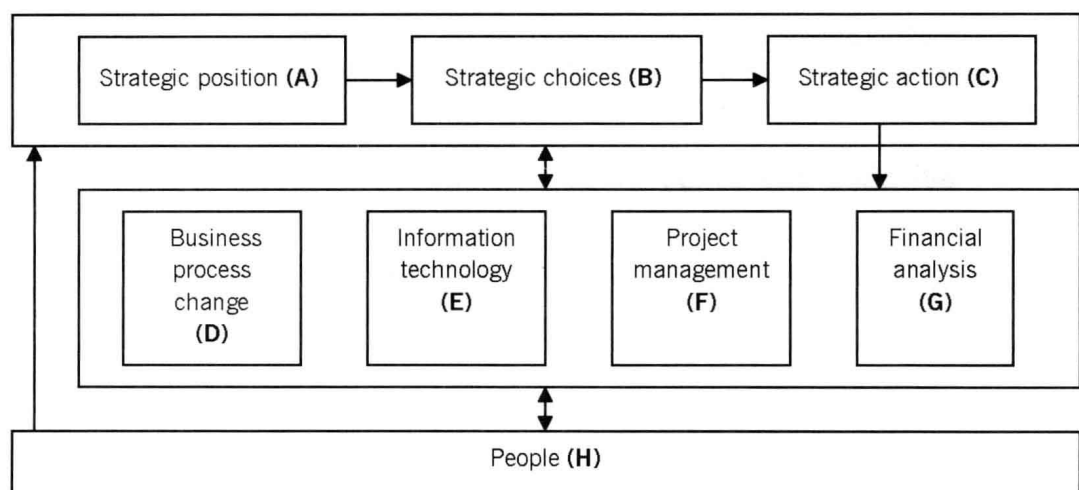 Strategic position (A)
Strategic choices (B)
Strategic action (C)
Business
process
change
(D)
Information
technology
(E)
Project
management
(F)
Financial
analysis
(G)
People (H)